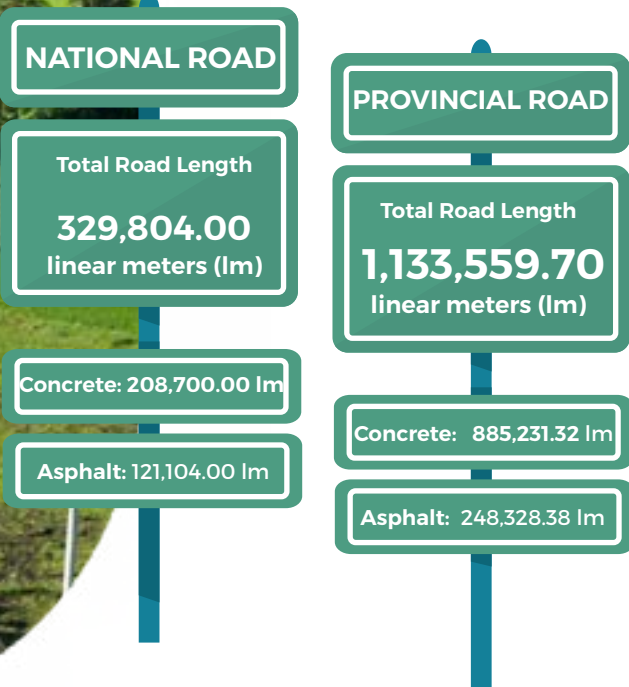 NATIONAL ROAD
Total Road Length
329,804.00
linear meters (lm)
Concrete: 208,700.00 lm
Asphalt: 121,104.00 lm
PROVINCIAL ROAD
Total Road Length
1,133,559.70
linear meters (lm)
Concrete: 885,231.32 lm
Asphalt: 248,328.38 lm